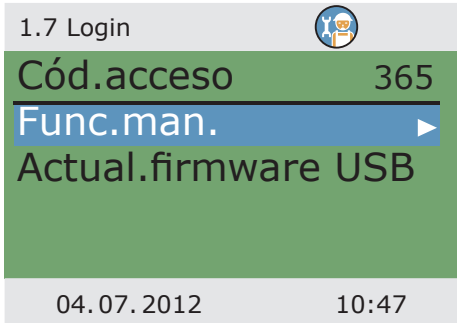 1.7 Login
Cód.acceso 365
Func.man.
Actual.firmware USB
04.07.2012 10:47